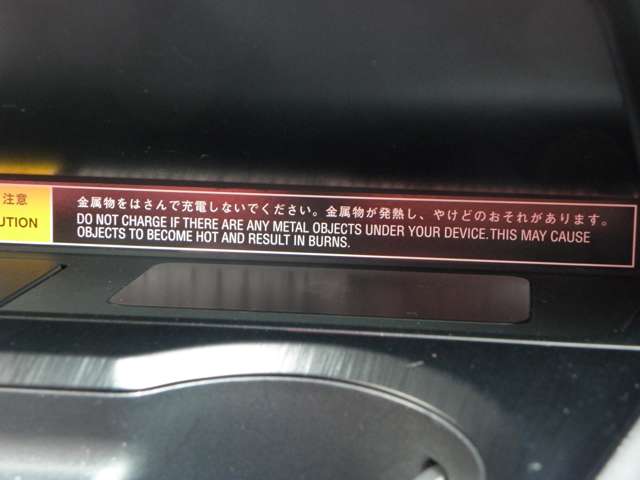 注意
UTION
金属物をはさんで充電しないでください。金属物が発熱し、やけどのおそれがあります。
DO NOT CHARGE IF THERE ARE ANY METAL OBJECTS UNDER YOUR DEVICE.THIS MAY CAUSE
OBJECTS TO BECOME HOT AND RESULT IN BURNS.